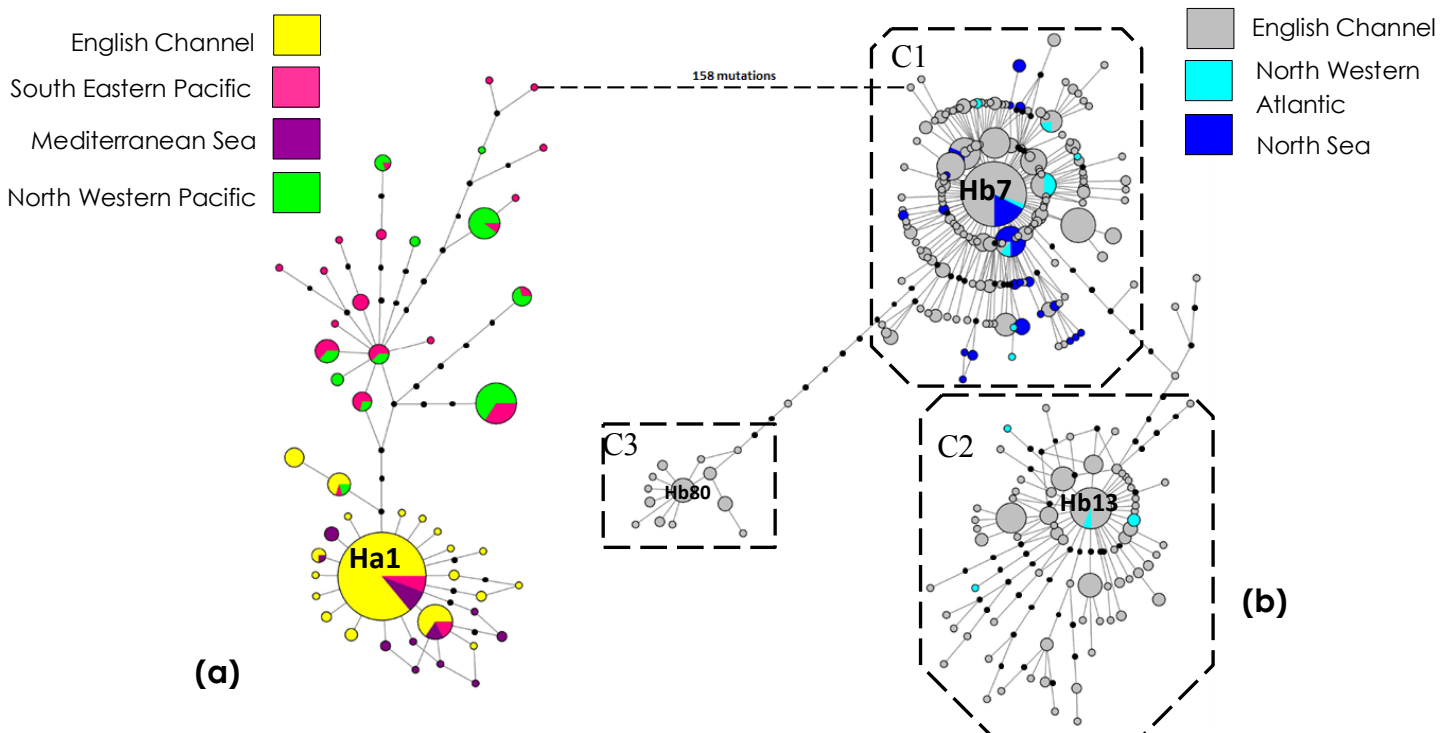 English Channel
South Eastern Pacific
Mediterranean Sea
North Western Pacific
158 mutations
C1
English Channel
North Western
Atlantic
North Sea
Hb7
C3
Hb80
C2
Hb13
Ha1
(a)
(b)